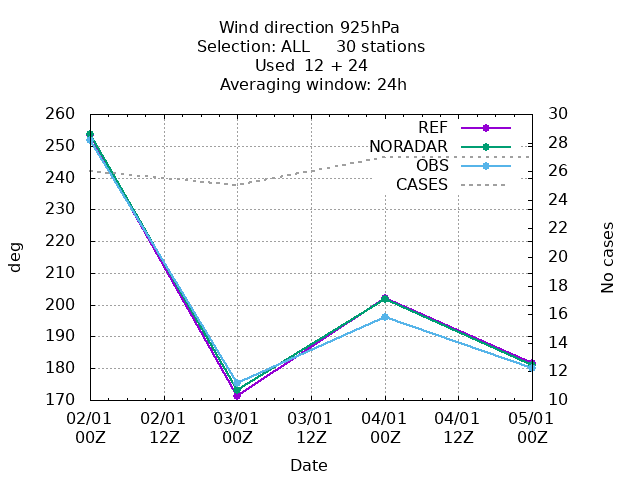 Wind direction 925hPa
Selection: ALL     30 stations
Used  12 + 24
Averaging window: 24h
260 30
REF
28
250 NORADAR
OBS
26
240 CASES
24
230
22
220
20
deg
No cases
210
18
200
16
190
14
180
12
170 10
02/01 02/01 03/01 03/01 04/01 04/01 05/01
00Z 12Z 00Z 12Z 00Z 12Z 00Z
Date